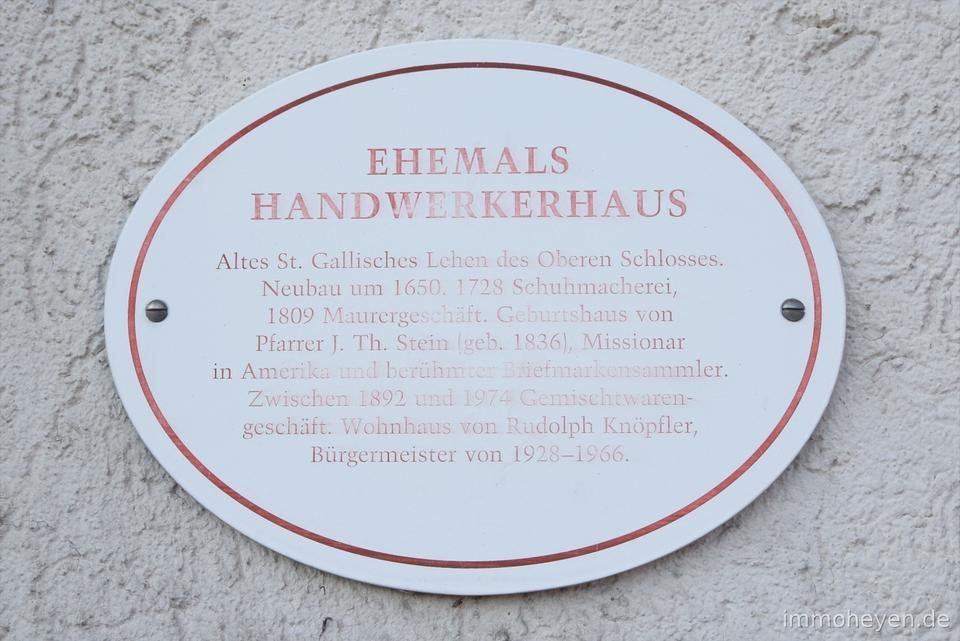 EHEMALS
HANDWERKERHAUS
Altes St. Gallisches Lehen des Oberen Schlosses.
Neubau um 1650. 1728 Schuhmacherei,
1809 Maurergeschäft. Geburtshaus von
Pfarrer J. Th. Stein (geb. 1836), Missionar
in Amerika und berühmter Briefmarkensammler.
Zwischen 1892 und 1974 Gemischtwaren-
geschäft. Wohnhaus von Rudolph Knöpfler,
Bürgermeister von 1928–1966.
immoheyen.de